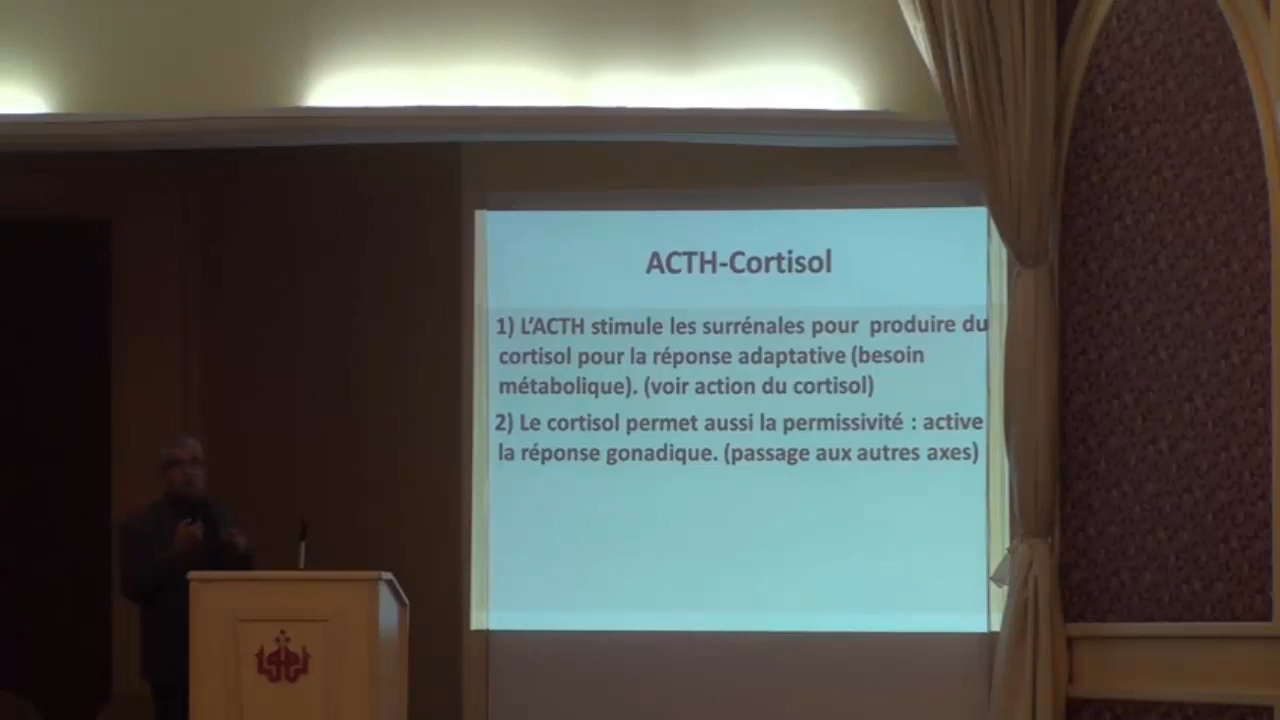 ACTH-Cortisol
1) L’ACTH stimule les surrénales pour produire du
cortisol pour la réponse adaptative (besoin
métabolique). (voir action du cortisol)
2) Le cortisol permet aussi la permissivité : active
la réponse gonadique. (passage aux autres axes)